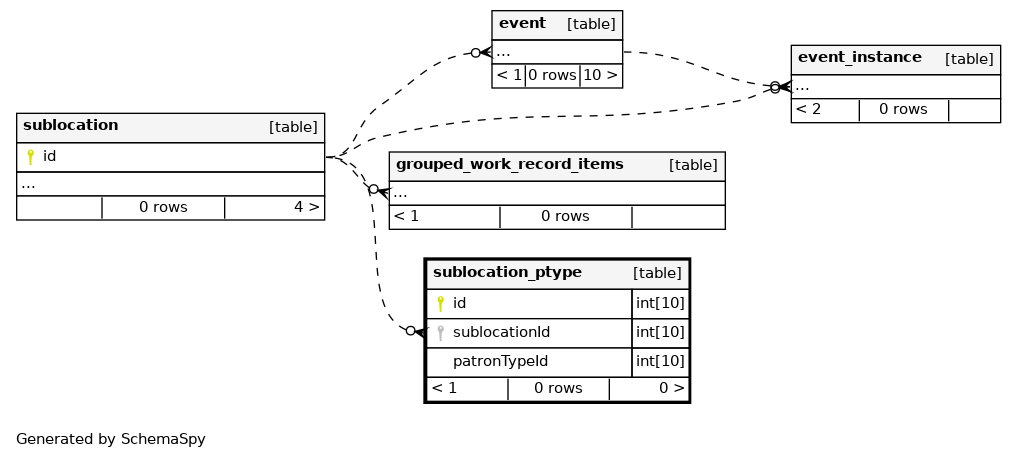 event [table]
...
< 1 0 rows 10 >
event_instance [table]
...
< 2 0 rows
sublocation [table]
id
...
0 rows 4 >
grouped_work_record_items [table]
...
< 1 0 rows
sublocation_ptype [table]
id int[10]
sublocationId int[10]
patronTypeId int[10]
< 1 0 rows 0 >
Generated by SchemaSpy